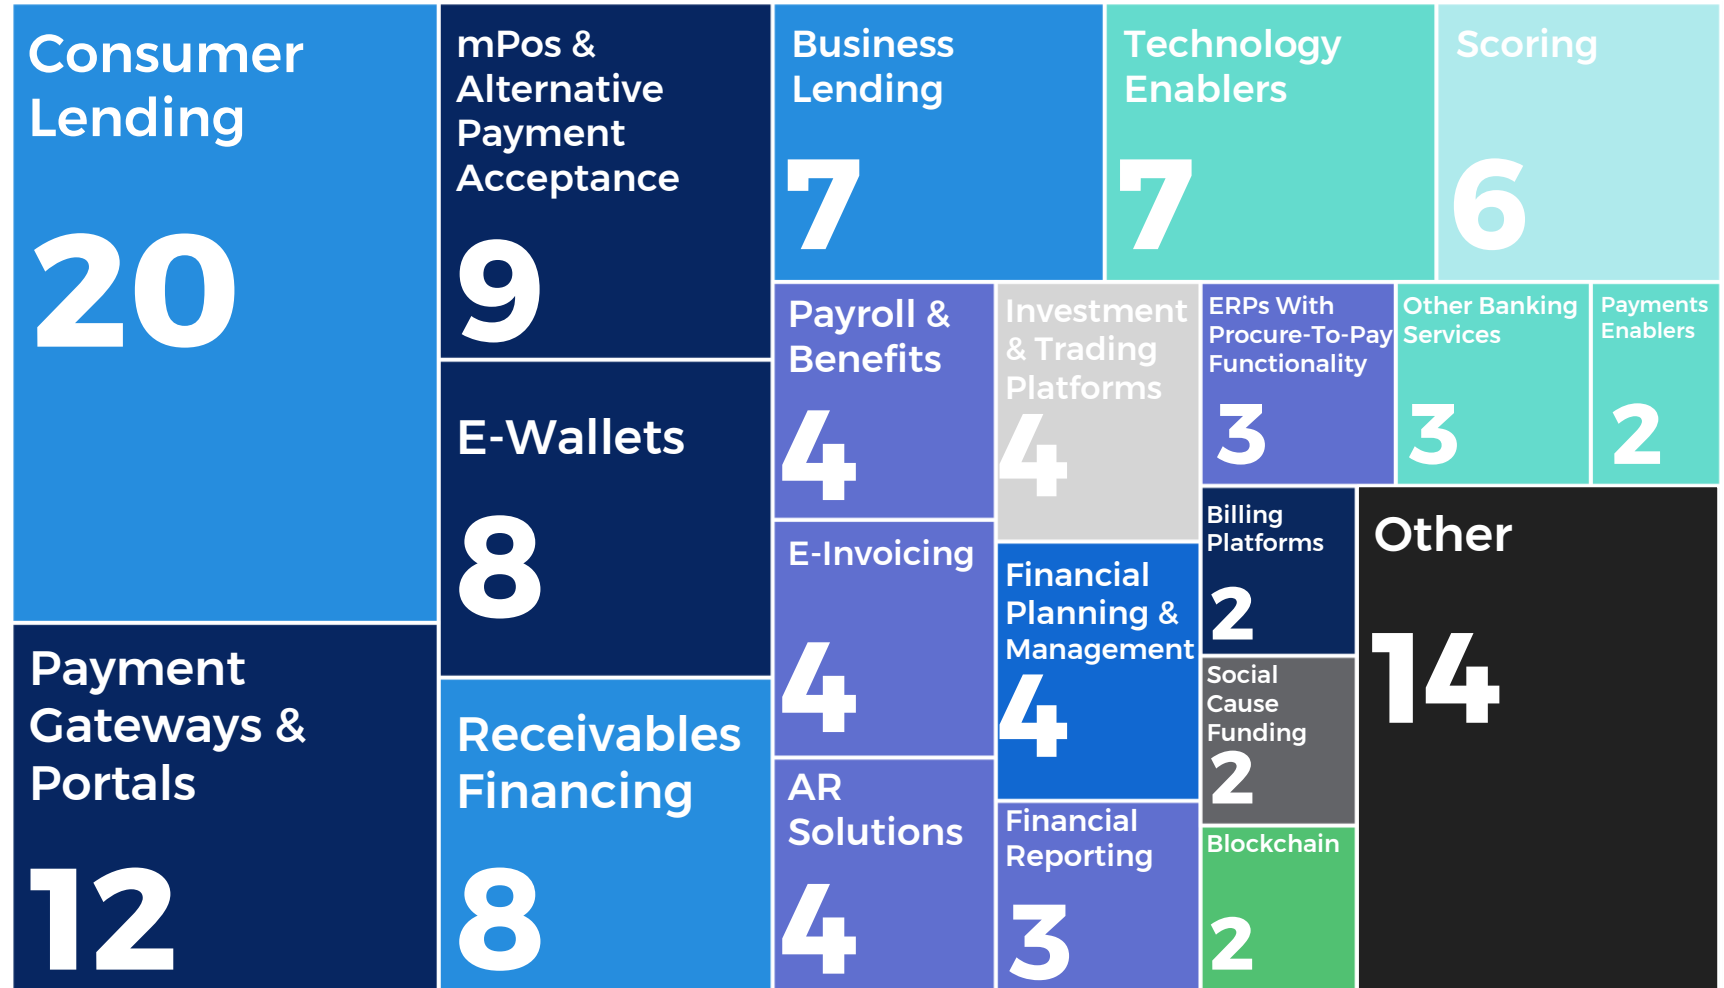 Consumer
Lending
20
Payment
Gateways &
Portals
12
mPos &
Alternative
Payment
Acceptance
9
E-Wallets
8
Receivables
Financing
8
Business
Lending
7
Technology
Enablers
7
Scoring
6
Payroll &
Benefits
4
E-Invoicing
4
AR
Solutions
4
Investment
& Trading
Platforms
4
Financial
Planning &
Management
4
Financial
Reporting
3
ERPs With
Procure-To-Pay
Functionality
3
Other Banking
Services
3
Payments
Enablers
2
Billing
Platforms
2
Social
Cause
Funding
2
Blockchain
2
Other
14